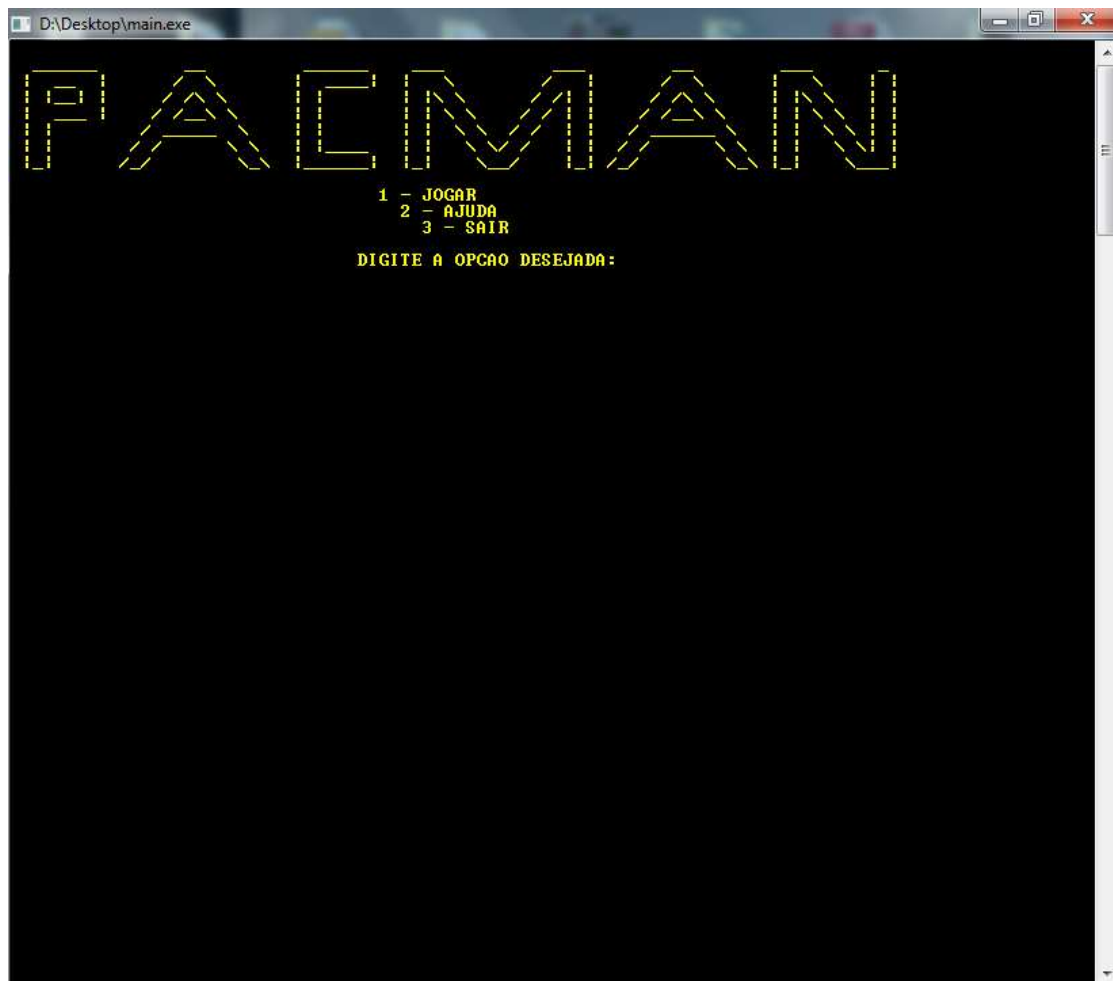 D:\Desktop\main.exe
PACMAN
1 - JOGAR
2 - AJUDA
3 - SAIR
DIGITE A OPCAO DESEJADA: